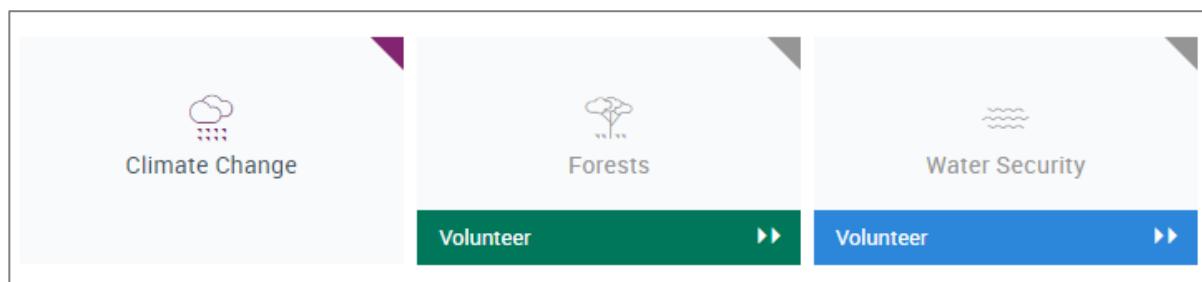 Climate Change
Forests
Water Security
Volunteer
Volunteer